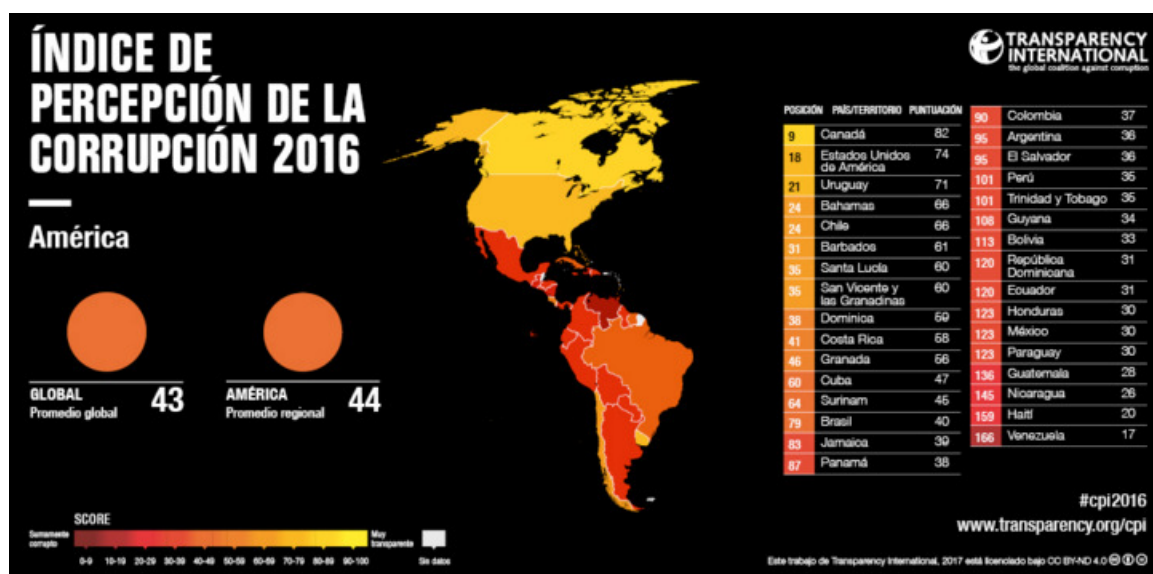 ÍNDICE DE
PERCEPCIÓN DE LA
CORRUPCIÓN 2016
América
GLOBAL
Promedio global
43
AMÉRICA
Promedio regional
44
SCORE
Sumamente
corrupto
Muy
transparente
0-9 10-19 20-29 30-39 40-49 50-59 60-69 70-79 80-89 90-100
Sin datos
TRANSPARENCY
INTERNATIONAL
the global coalition against corruption
POSICIÓN PAÍS/TERRITORIO PUNTUACIÓN
9 Canadá 82
18 Estados Unidos 74
de América
21 Uruguay 71
24 Bahamas 66
24 Chile 66
31 Barbados 61
35 Santa Lucía 60
35 San Vicente y 60
las Granadinas
38 Dominica 59
41 Costa Rica 58
46 Granada 56
60 Cuba 47
64 Surinam 45
79 Brasil 40
83 Jamaica 39
87 Panamá 38
90 Colombia 37
95 Argentina 36
95 El Salvador 36
101 Perú 35
101 Trinidad y Tobago 35
108 Guyana 34
113 Bolivia 33
120 República 31
Dominicana
120 Ecuador 31
123 Honduras 30
123 México 30
123 Paraguay 30
136 Guatemala 28
145 Nicaragua 26
159 Haití 20
166 Venezuela 17
#cpi2016
www.transparency.org/cpi
Este trabajo de Transparency International, 2017 está licenciado bajo CC BY-ND 4.0